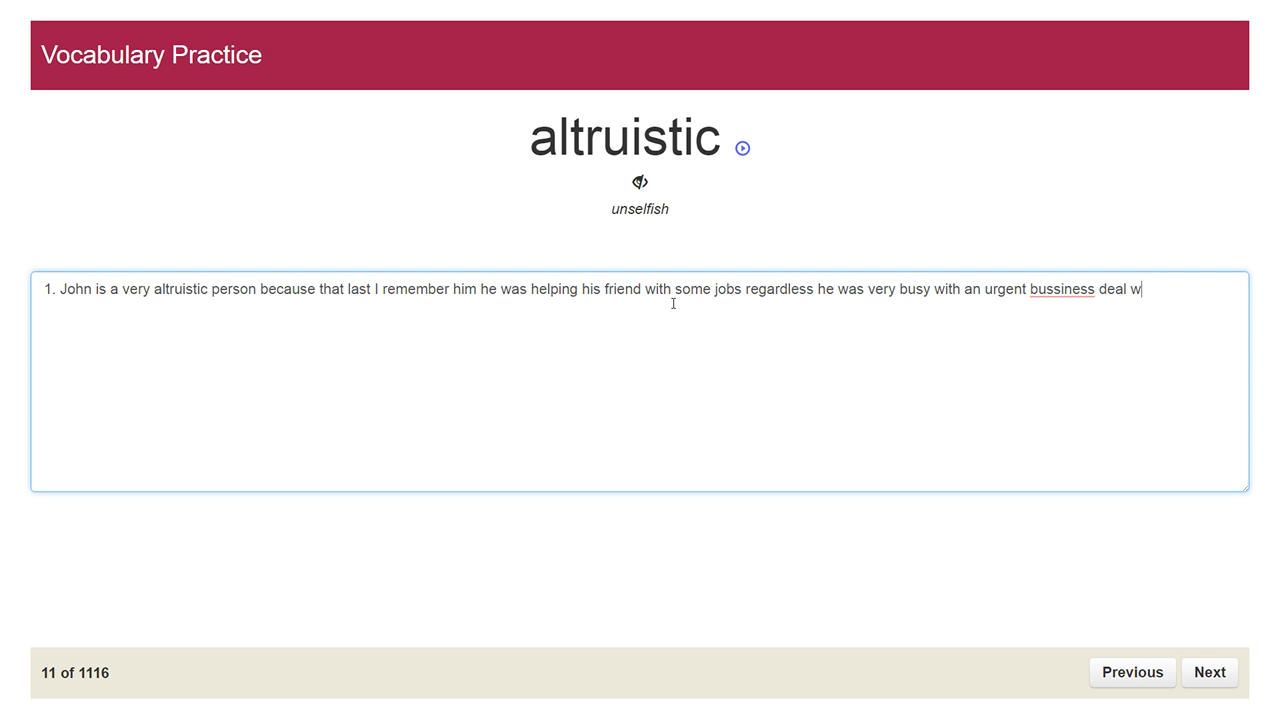 Vocabulary Practice
altruistic
unselfish
1. John is a very altruistic person because that last I remember him he was helping his friend with some jobs regardless he was very busy with an urgent bussiness deal w
11 of 1116
Previous Next